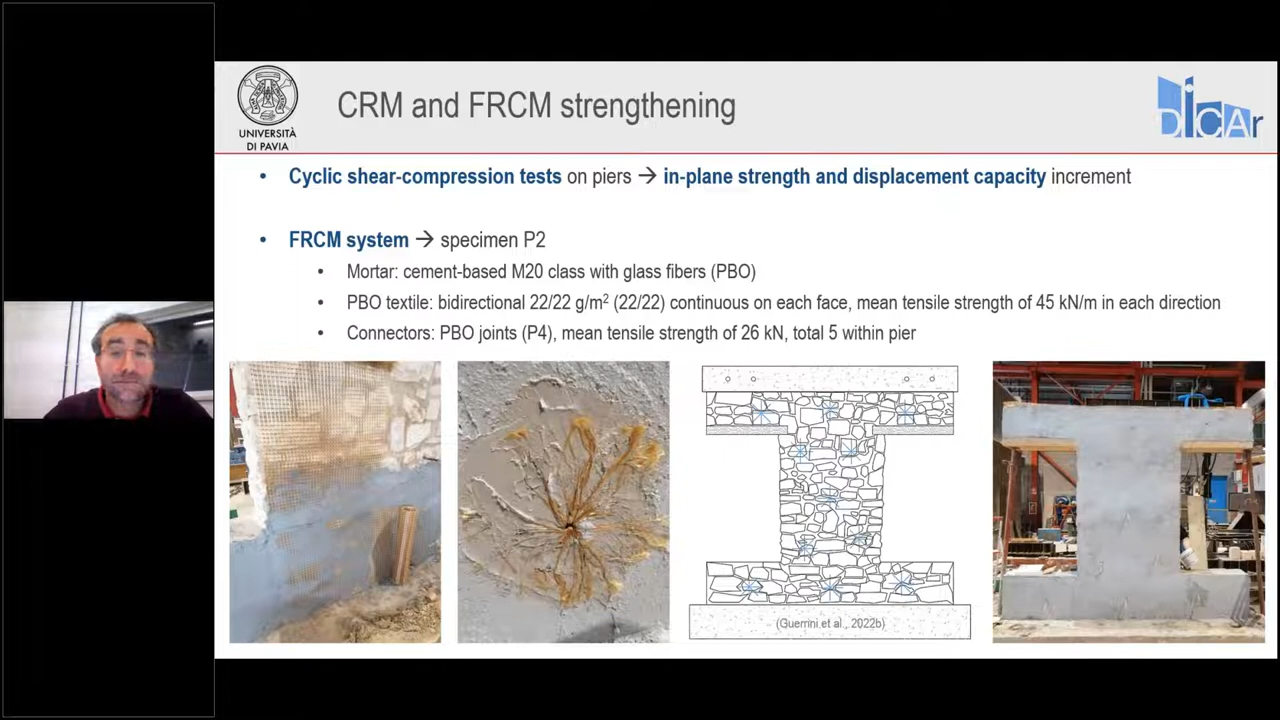 UNIVERSITÀ
DI PAVIA
CRM and FRCM strengthening
DICAr
• Cyclic shear-compression tests on piers → in-plane strength and displacement capacity increment
• FRCM system → specimen P2
• Mortar: cement-based M20 class with glass fibers (PBO)
• PBO textile: bidirectional 22/22 g/m² (22/22) continuous on each face, mean tensile strength of 45 kN/m in each direction
• Connectors: PBO joints (P4), mean tensile strength of 26 kN, total 5 within pier
(Guerrini et al., 2022b)